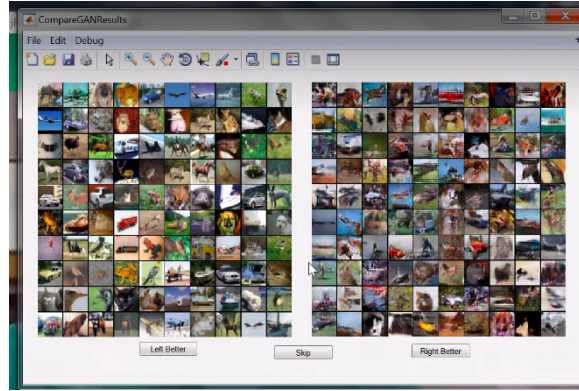 CompareGANResults
File Edit Debug
Left Better
Skip
Right Better